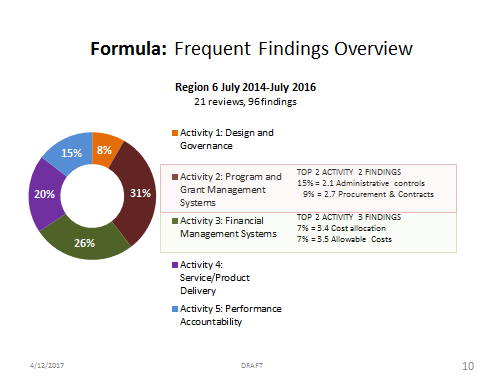 Formula: Frequent Findings Overview
Region 6 July 2014-July 2016
21 reviews, 96 findings
8%
31%
26%
20%
15%
Activity 1: Design and
Governance
Activity 2: Program and
Grant Management
Systems
TOP 2 ACTIVITY 2 FINDINGS
15% = 2.1 Administrative controls
9% = 2.7 Procurement & Contracts
Activity 3: Financial
Management Systems
TOP 2 ACTIVITY 3 FINDINGS
7% = 3.4 Cost allocation
7% = 3.5 Allowable Costs
Activity 4:
Service/Product
Delivery
Activity 5: Performance
Accountability
4/12/2017
DRAFT
10